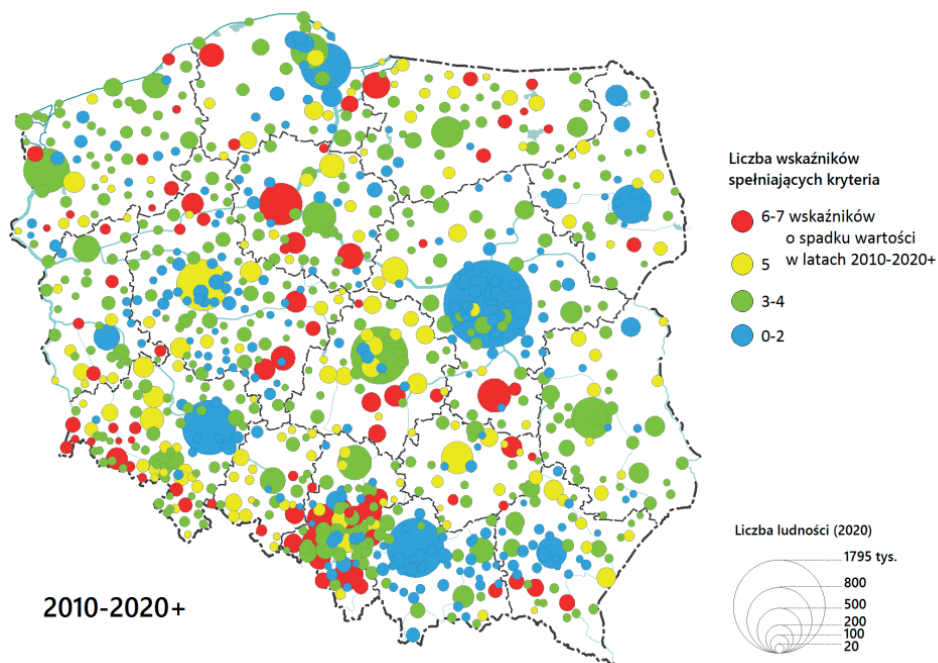 Liczba wskaźników
spełniających kryteria
6-7 wskaźników
o spadku wartości
w latach 2010-2020+
5
3-4
0-2
Liczba ludności (2020)
1795 tys.
800
500
200
100
20
2010-2020+